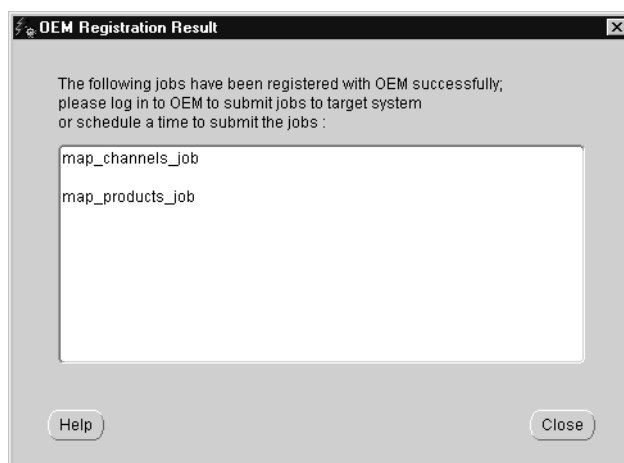 OEM Registration Result
The following jobs have been registered with OEM successfully;
please log in to OEM to submit jobs to target system
or schedule a time to submit the jobs :
map_channels_job
map_products_job
Help
Close